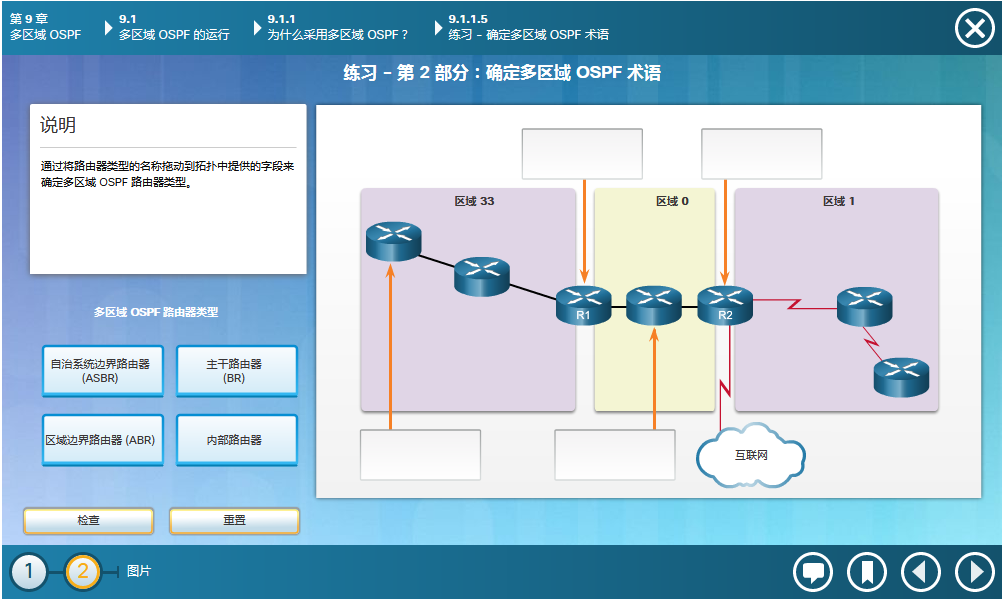 第 9 章
多区域 OSPF
9.1
多区域 OSPF 的运行
9.1.1
为什么采用多区域 OSPF？
9.1.1.5
练习 – 确定多区域 OSPF 术语
练习 – 第 2 部分：确定多区域 OSPF 术语
说明
通过将路由器类型的名称拖动到拓扑中提供的字段来
确定多区域 OSPF 路由器类型。
多区域 OSPF 路由器类型
自治系统边界路由器
(ASBR)
主干路由器
(BR)
区域边界路由器 (ABR)
内部路由器
检查
重置
区域 33
区域 0
区域 1
R1
R2
互联网
1
2
图片